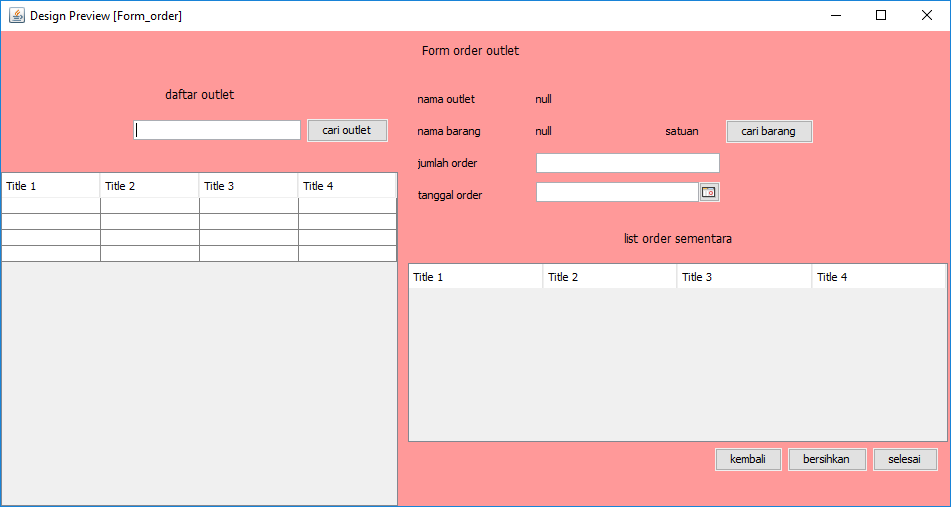 Design Preview [Form_order]
Form order outlet
daftar outlet
cari outlet
Title 1 Title 2 Title 3 Title 4
nama outlet null
nama barang null satuan cari barang
jumlah order
tanggal order
list order sementara
Title 1 Title 2 Title 3 Title 4
kembali bersihkan selesai